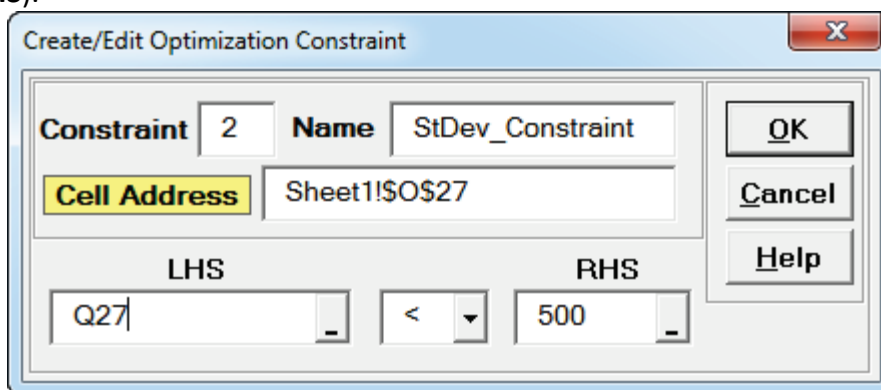 Create/Edit Optimization Constraint
Constraint 2 Name StDev_Constraint
OK
Cell Address Sheet1!$O$27
Cancel
Help
LHS RHS
Q27 _ < 500 _